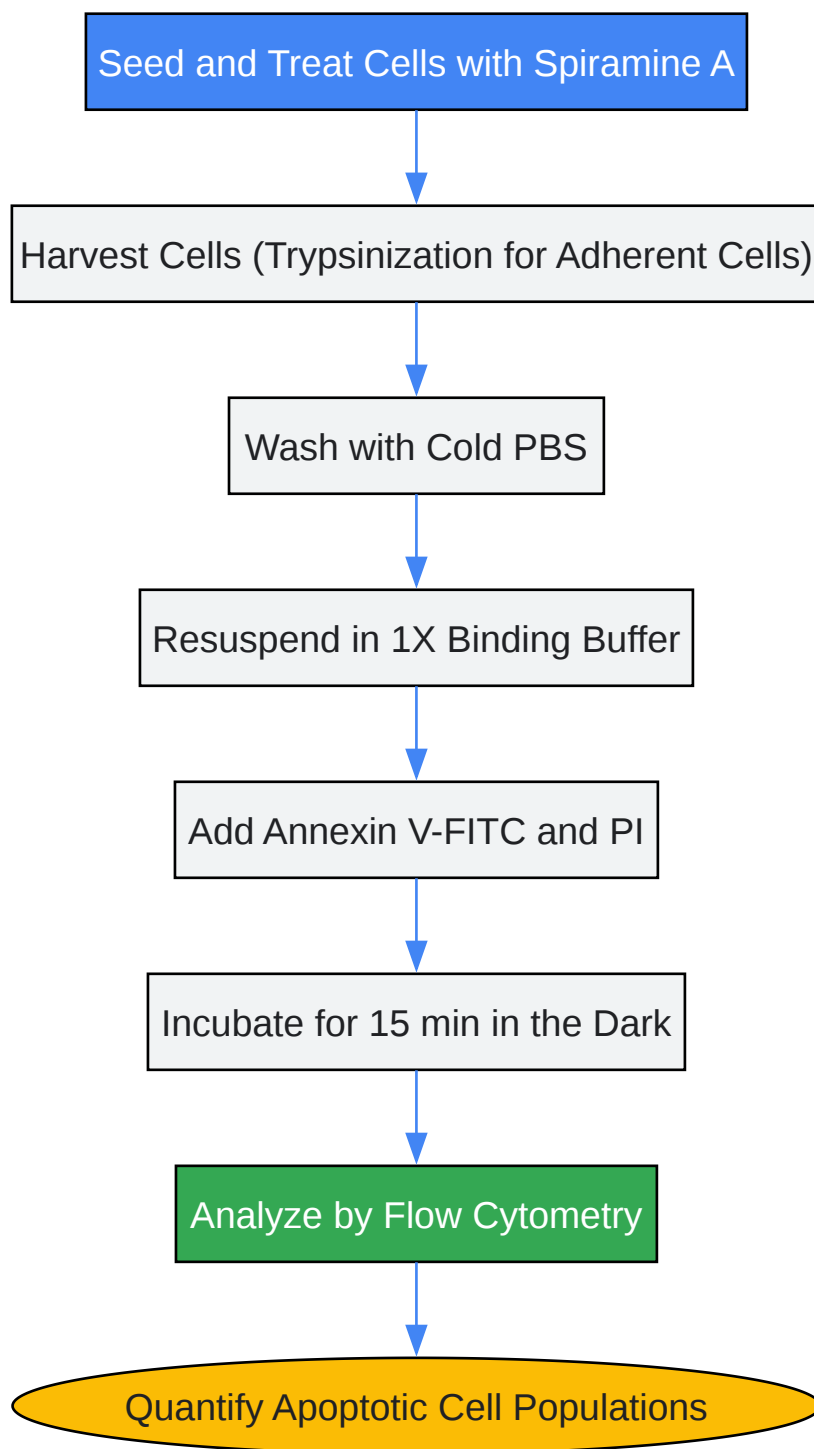 Seed and Treat Cells with Spiramine A
Harvest Cells (Trypsinization for Adherent Cells)
Wash with Cold PBS
Resuspend in 1X Binding Buffer
Add Annexin V-FITC and PI
Incubate for 15 min in the Dark
Analyze by Flow Cytometry
Quantify Apoptotic Cell Populations